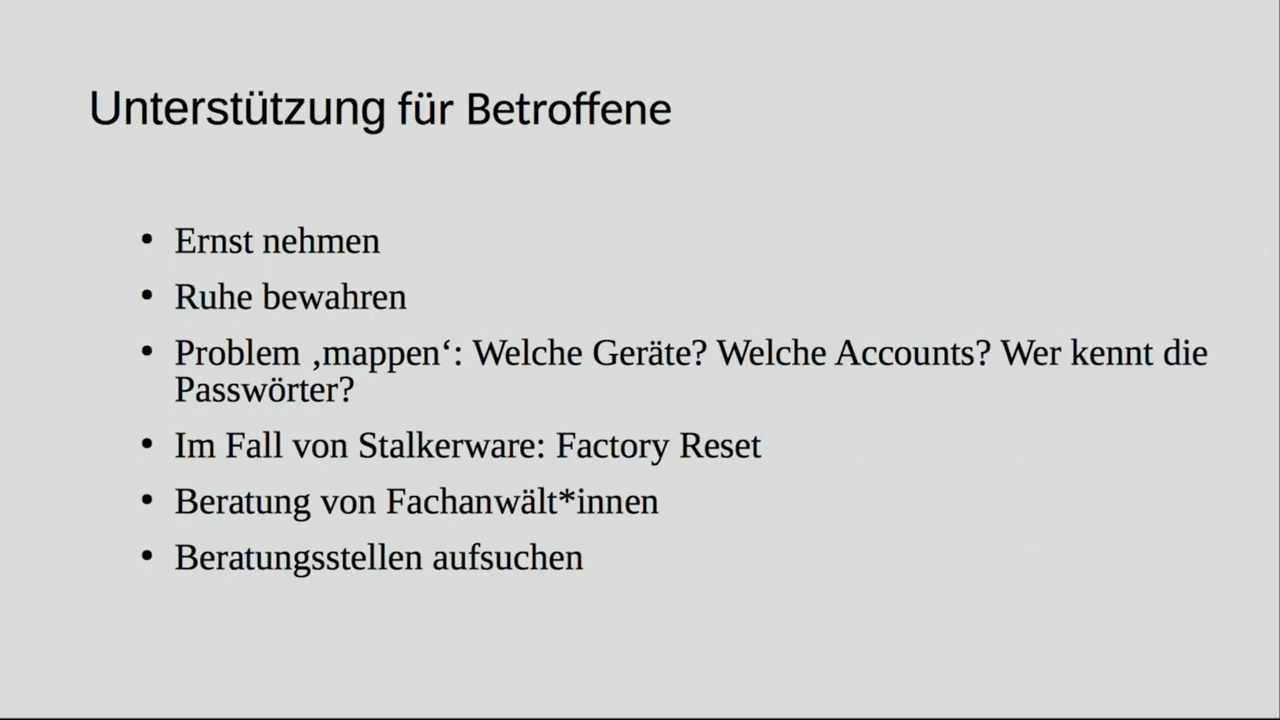 Unterstützung für Betroffene
• Ernst nehmen
• Ruhe bewahren
• Problem ‚mappen‘: Welche Geräte? Welche Accounts? Wer kennt die
Passwörter?
• Im Fall von Stalkerware: Factory Reset
• Beratung von Fachanwält*innen
• Beratungsstellen aufsuchen